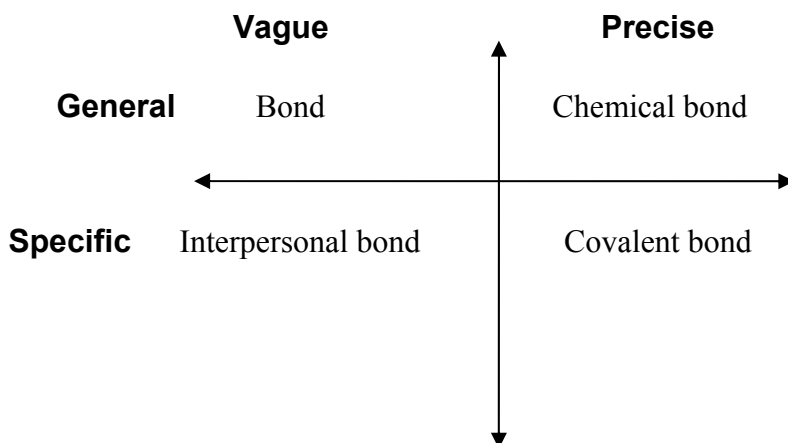 Vague Precise
General Bond Chemical bond
Specific Interpersonal bond Covalent bond